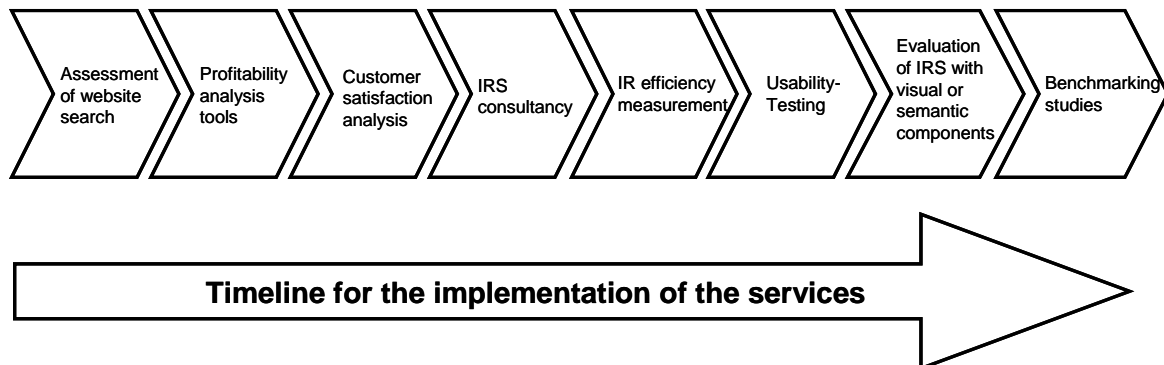 Assessment
of website
search
Profitability
analysis
tools
Customer
satisfaction
analysis
IRS
consultancy
IR efficiency
measurement
Usability-
Testing
Evaluation
of IRS with
visual or
semantic
components
Benchmarking
studies
Timeline for the implementation of the services